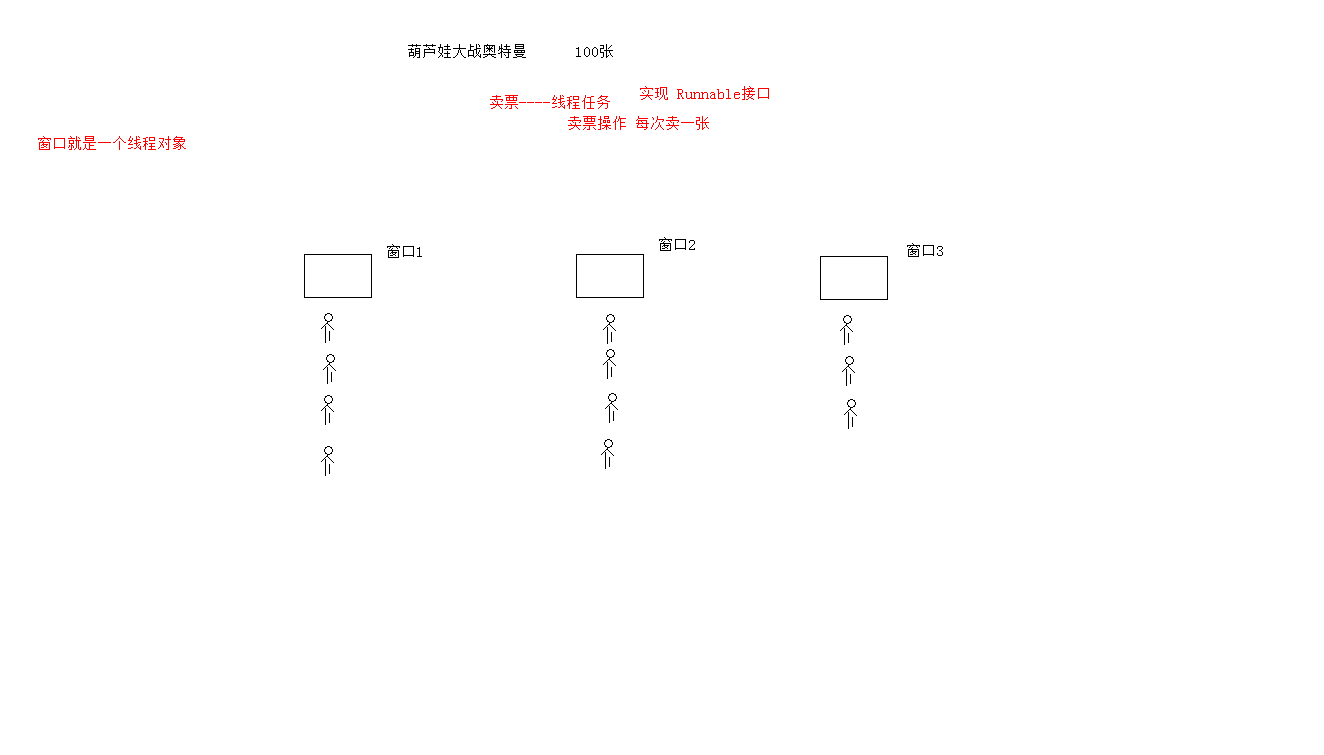 葫芦娃大战奥特曼 100张
实现 Runnable接口
卖票----线程任务
卖票操作 每次卖一张
窗口就是一个线程对象
窗口1
窗口2
窗口3